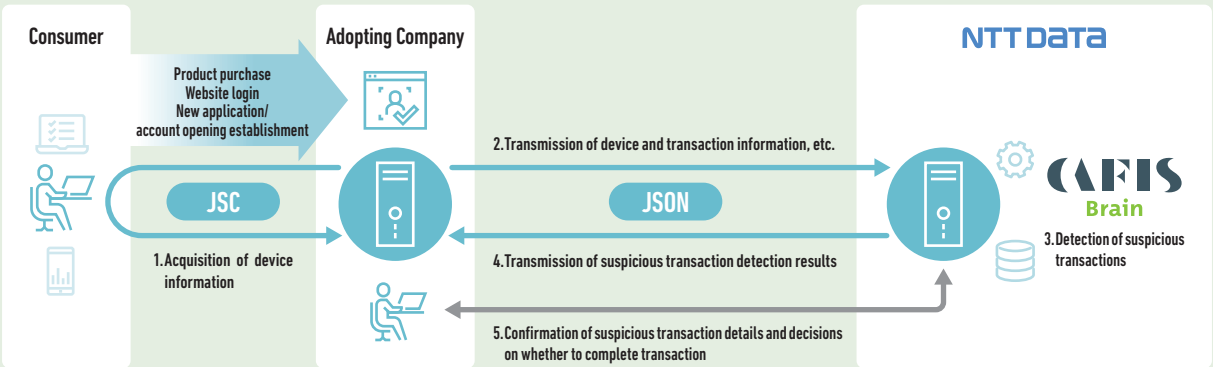 Consumer
Adopting Company
NTT DATA
Product purchase
Website login
New application/
account opening establishment
2.Transmission of device and transaction information, etc.
JSC
JSON
CAFIS
Brain
1.Acquisition of device
information
4.Transmission of suspicious transaction detection results
3.Detection of suspicious
transactions
5.Confirmation of suspicious transaction details and decisions
on whether to complete transaction